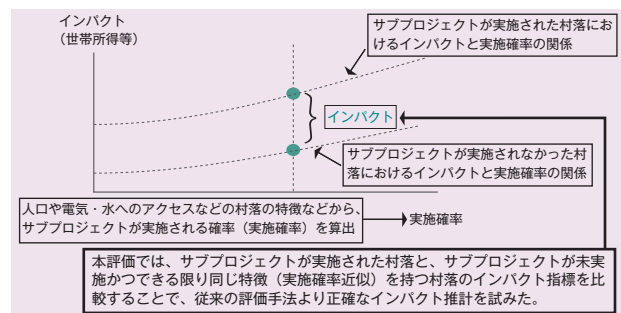 インパクト
（世帯所得等）
サブプロジェクトが実施された村落にお
けるインパクトと実施確率の関係
インパクト
サブプロジェクトが実施されなかった村
落におけるインパクトと実施確率の関係
人口や電気・水へのアクセスなどの村落の特徴などから、
サブプロジェクトが実施される確率（実施確率）を算出
実施確率
本評価では、サブプロジェクトが実施された村落と、サブプロジェクトが未実
施かつできる限り同じ特徴（実施確率近似）を持つ村落のインパクト指標を比
較することで、従来の評価手法より正確なインパクト推計を試みた。